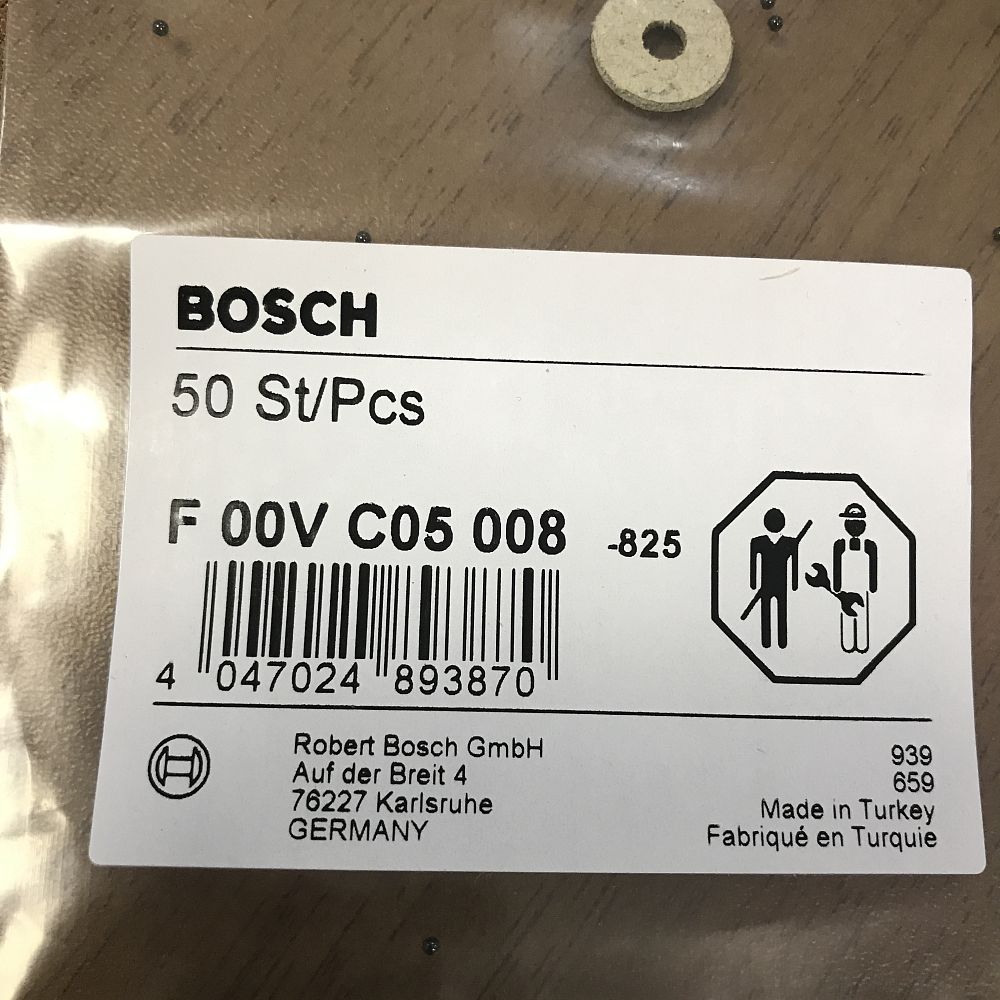 BOSCH
50 St/Pcs
F 00V C05 008 -825
4 047024 893870
Robert Bosch GmbH
Auf der Breit 4
76227 Karlsruhe
GERMANY
939
659
Made in Turkey
Fabriqué en Turquie